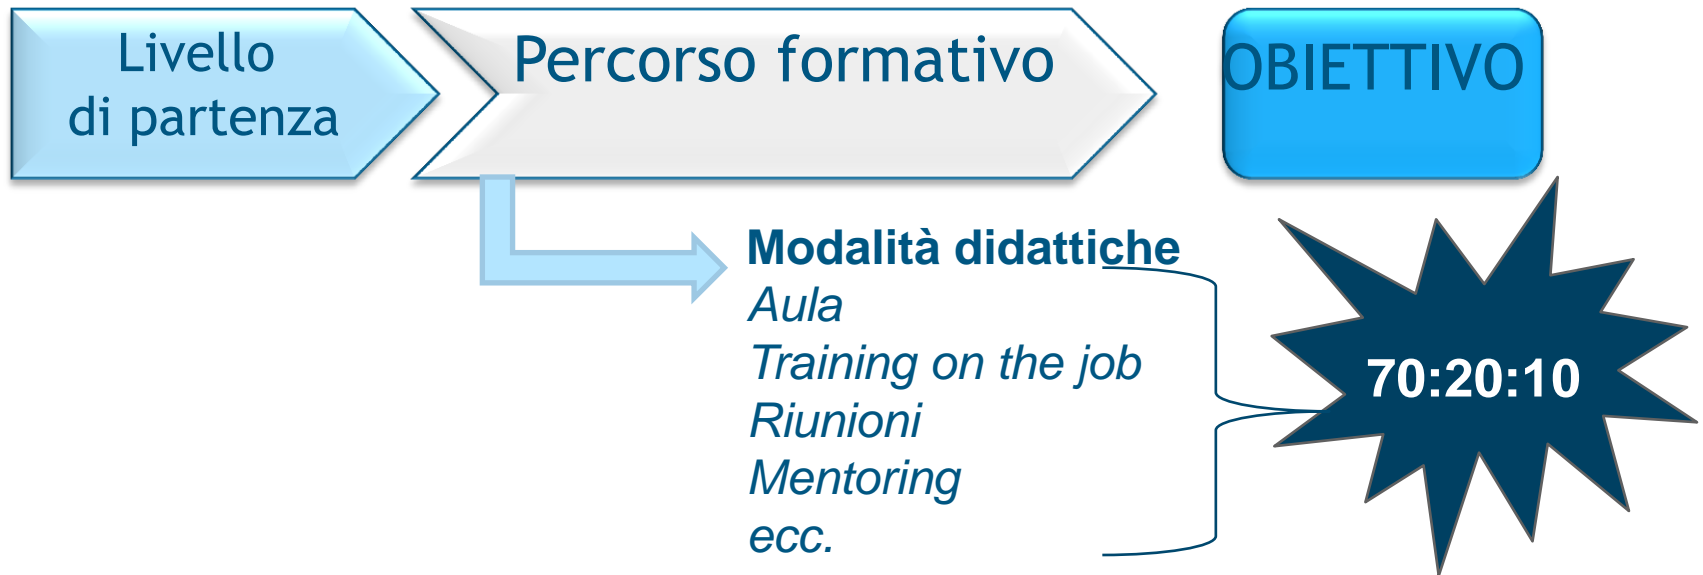 Livello
di partenza
Percorso formativo
OBIETTIVO
Modalità didattiche
Aula
Training on the job
Riunioni
Mentoring
ecc.
70:20:10